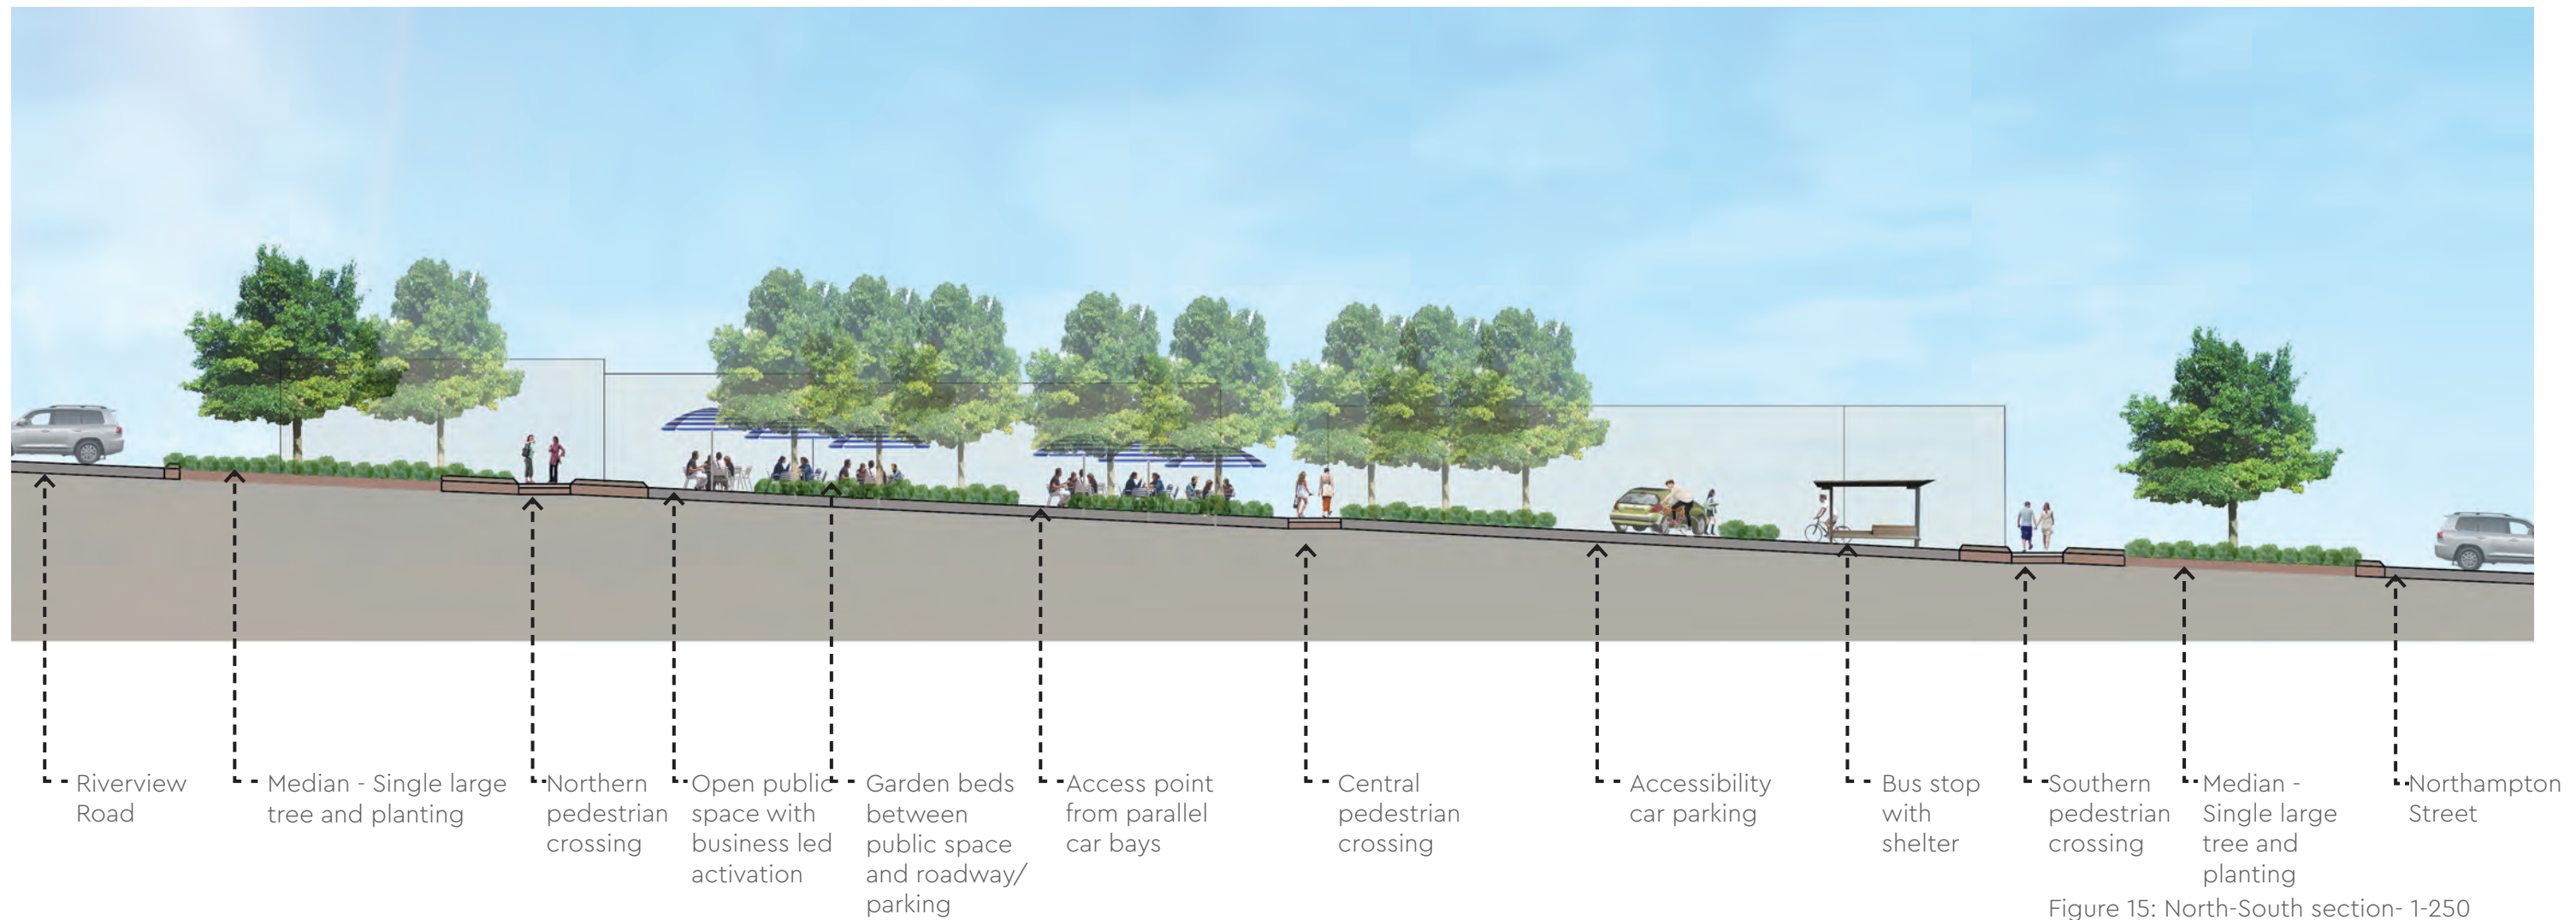 Riverview
Road
Median - Single large
tree and planting
Northern
pedestrian
crossing
Open public
space with
business led
activation
Garden beds
between
public space
and roadway/
parking
Access point
from parallel
car bays
Central
pedestrian
crossing
Accessibility
car parking
Bus stop
with
shelter
Southern
pedestrian
crossing
Median -
Single large
tree and
planting
Northampton
Street
Figure 15: North-South section- 1-250